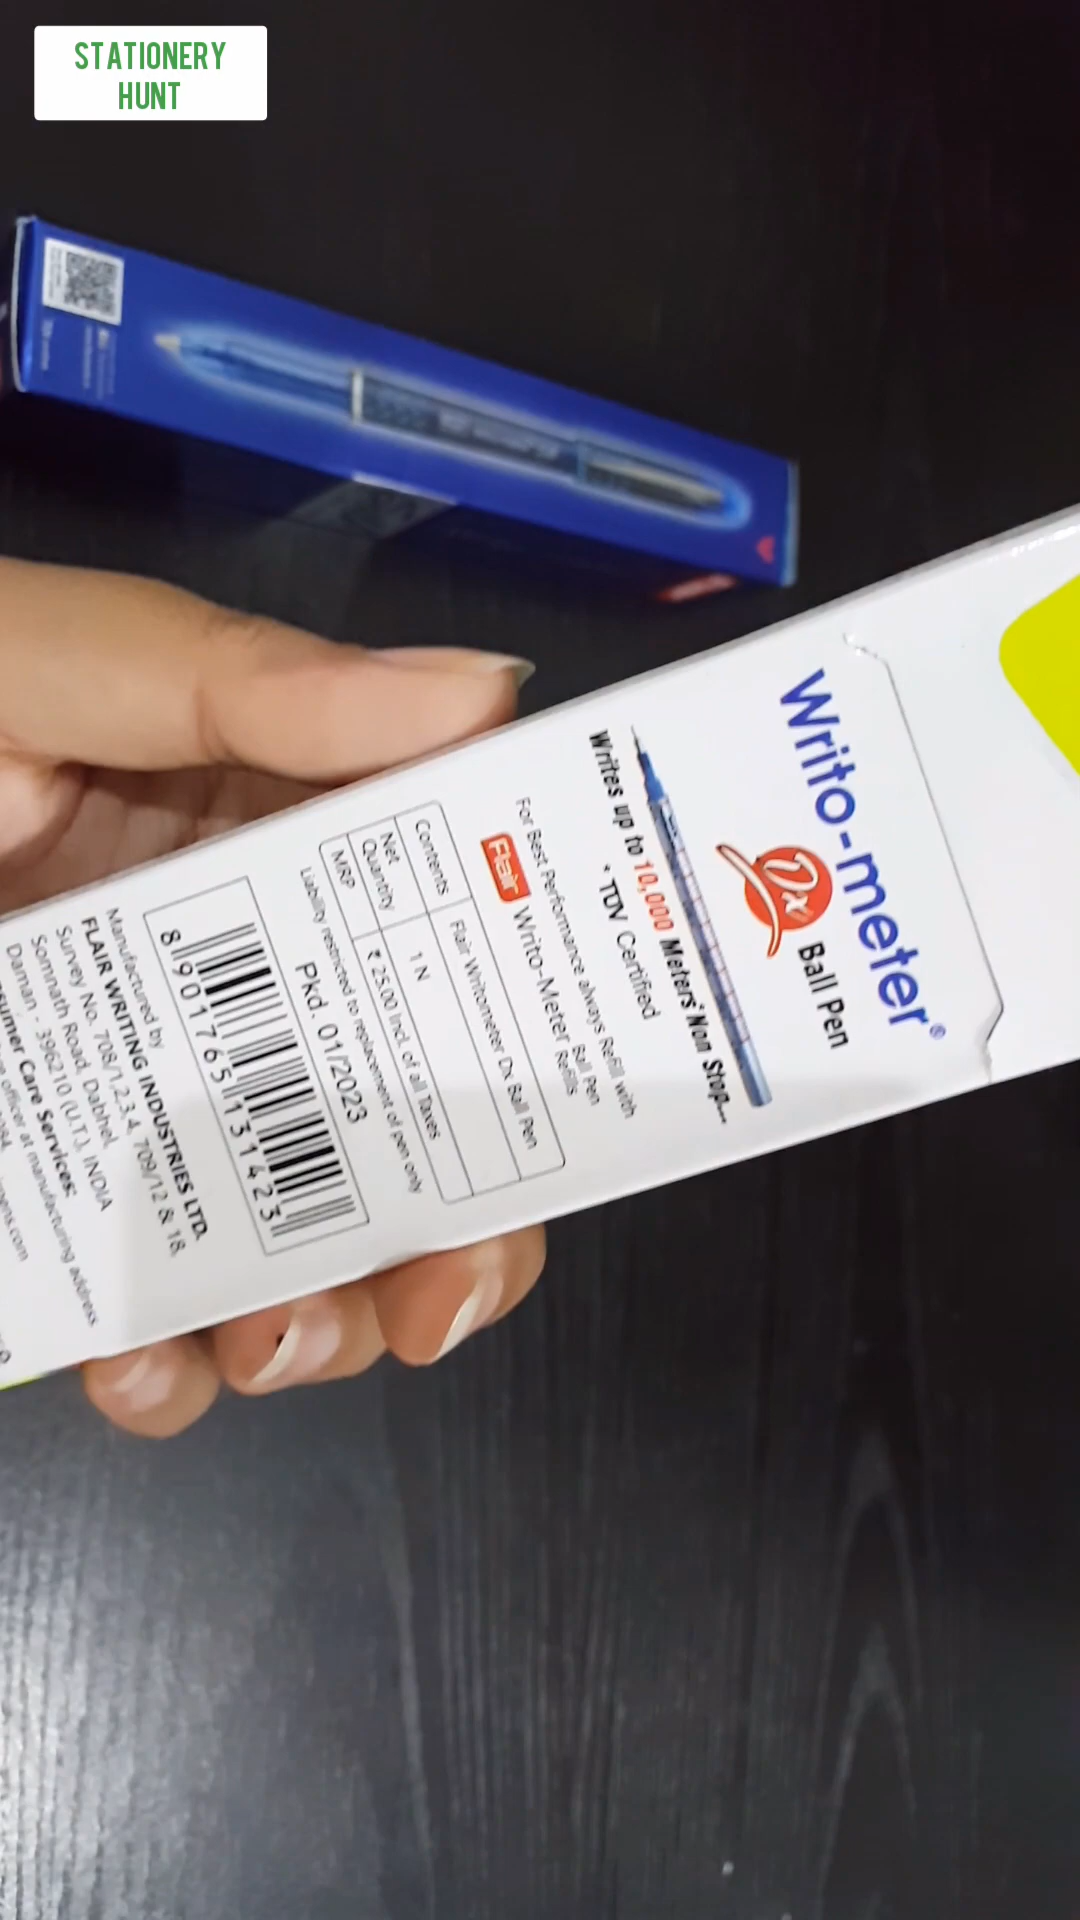 STATIONERY
HUNT
Writo-meter®
Dx
Ball Pen
Writes up to 10,000 Meters* Non Stop...
* TÜV Certified
For Best Performance always Refill with
Flair Writo-Meter Ball Pen Refills
Contents Flair Writometer Dx Ball Pen
Net Quantity 1 N
MRP ₹ 25.00 Incl. of all Taxes
Liability restricted to replacement of pen only
Pkd. 01/2023
8 901765 131423
Manufactured by
FLAIR WRITING INDUSTRIES LTD.
Survey No. 708/1,2,3,4, 709/12 & 18,
Somnath Road, Dabhel,
Daman - 396210 (U.T.), INDIA
sumer Care Services:
officer at manufacturing address
pens.com